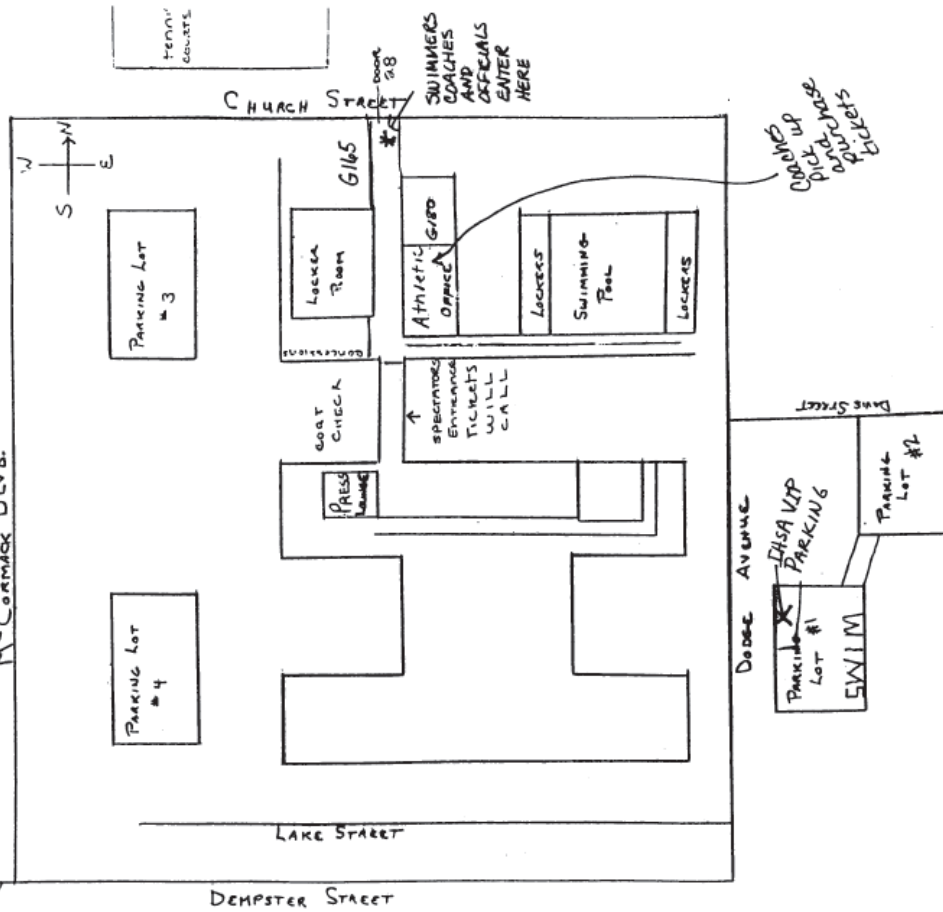 TENNIS
COURTS
CHURCH STREET
DOOR
28
SWIMMERS
COACHES
AND
OFFICIALS
ENTER
HERE
W
S
N
E
McCORMACK BLVD.
PARKING LOT
#3
LOCKER
ROOM
G165
G180
Athletic
OFFICE
COACHES
pick up
and
purchase
tickets
LOCKERS
SWIMMING
POOL
LOCKERS
CONCESSIONS
COAT
CHECK
SPECTATORS
ENTRANCE
TICKETS
WILL
CALL
PRESS
DAVIS STREET
PARKING
LOT #2
DODGE AVENUE
IHSA VIP
PARKING
X
PARKING
LOT #1
SWIM
PARKING LOT
#4
LAKE STREET
DEMPSTER STREET